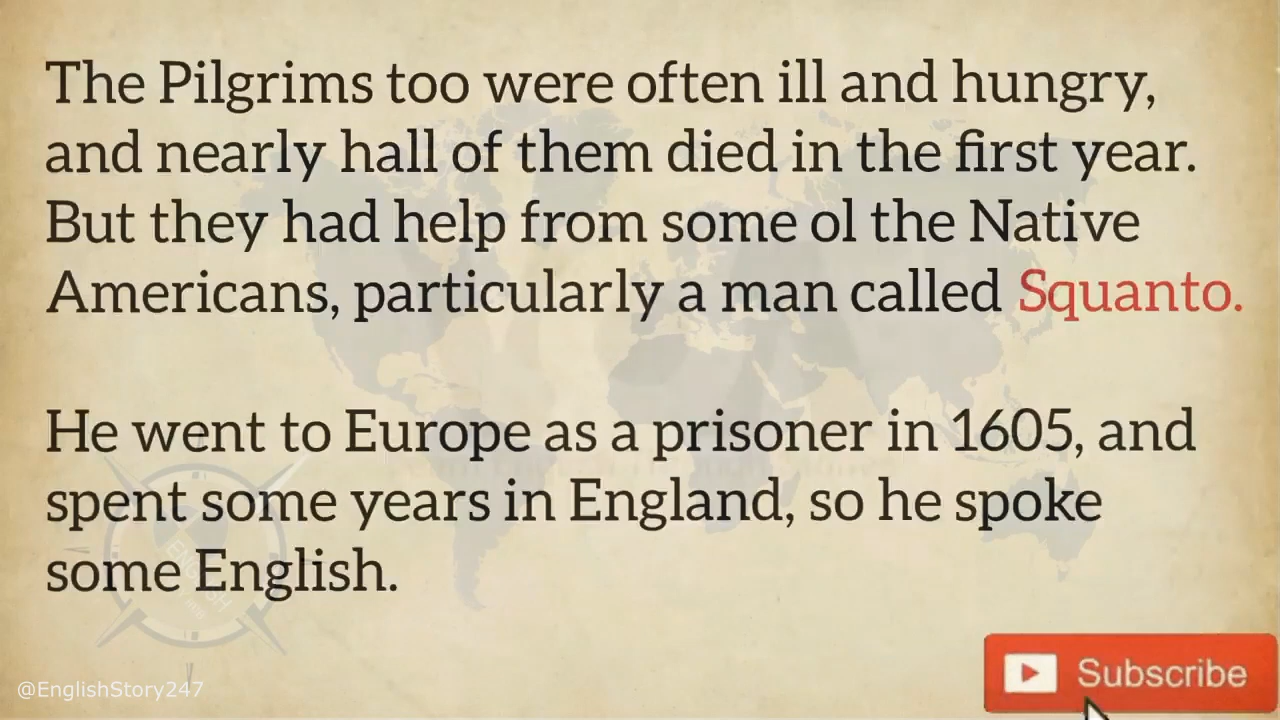 The Pilgrims too were often ill and hungry,
and nearly hall of them died in the first year.
But they had help from some ol the Native
Americans, particularly a man called Squanto.
He went to Europe as a prisoner in 1605, and
spent some years in England, so he spoke
some English.
ENGLISH
@EnglishStory247
Subscribe